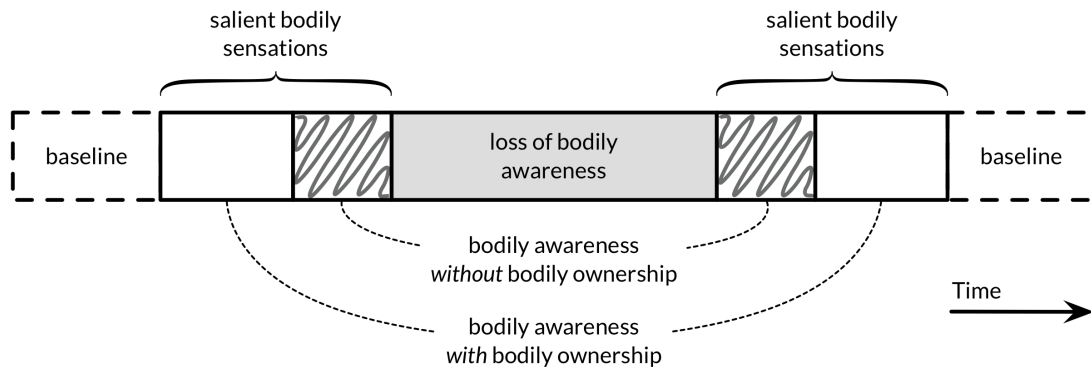 salient bodily
sensations
salient bodily
sensations
baseline
loss of bodily
awareness
baseline
bodily awareness
without bodily ownership
Time
bodily awareness
with bodily ownership